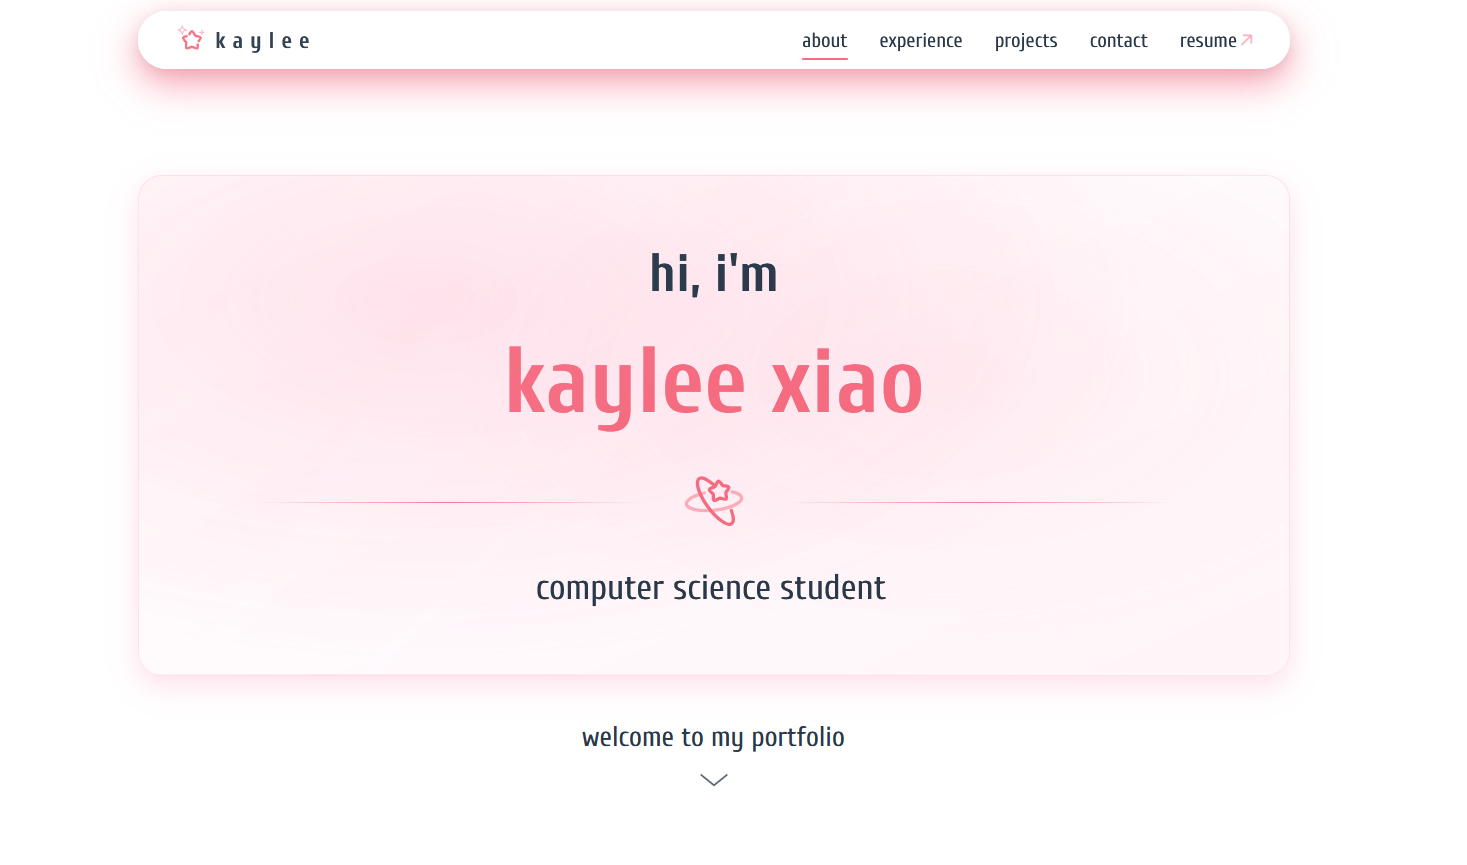 kaylee
about experience projects contact resume
hi, i'm
kaylee xiao
computer science student
welcome to my portfolio